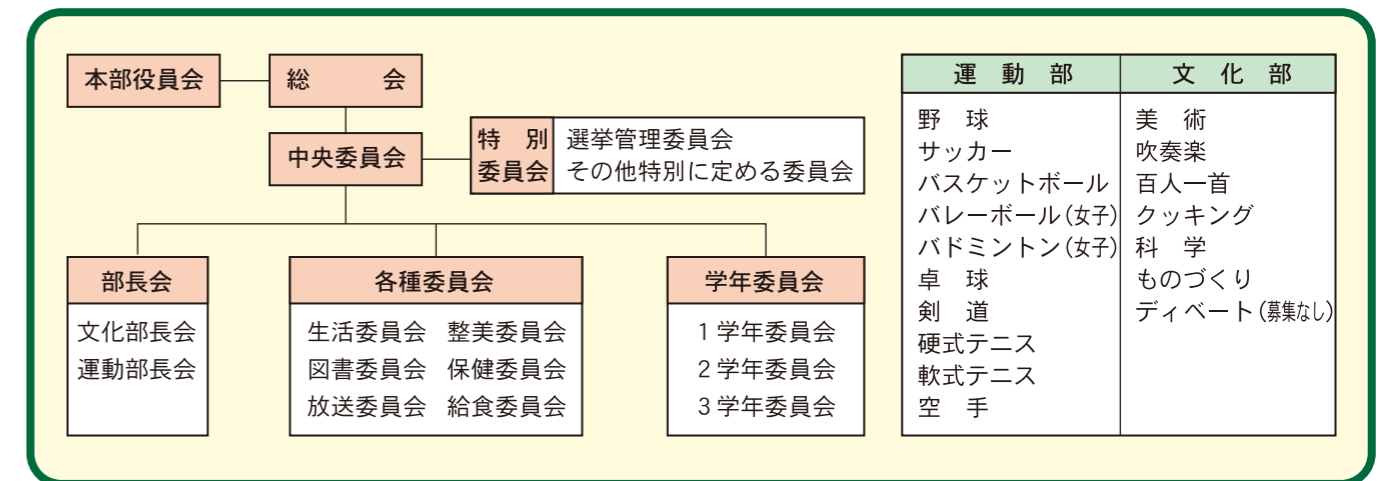 本部役員会
総　会
中央委員会
特　別
委員会
選挙管理委員会
その他特別に定める委員会
部長会
文化部長会
運動部長会
各種委員会
生活委員会　整美委員会
図書委員会　保健委員会
放送委員会　給食委員会
学年委員会
1学年委員会
2学年委員会
3学年委員会
運　動　部
野　球
サッカー
バスケットボール
バレーボール(女子)
バドミントン(女子)
卓　球
剣　道
硬式テニス
軟式テニス
空　手
文　化　部
美　術
吹奏楽
百人一首
クッキング
科　学
ものづくり
ディベート(募集なし)